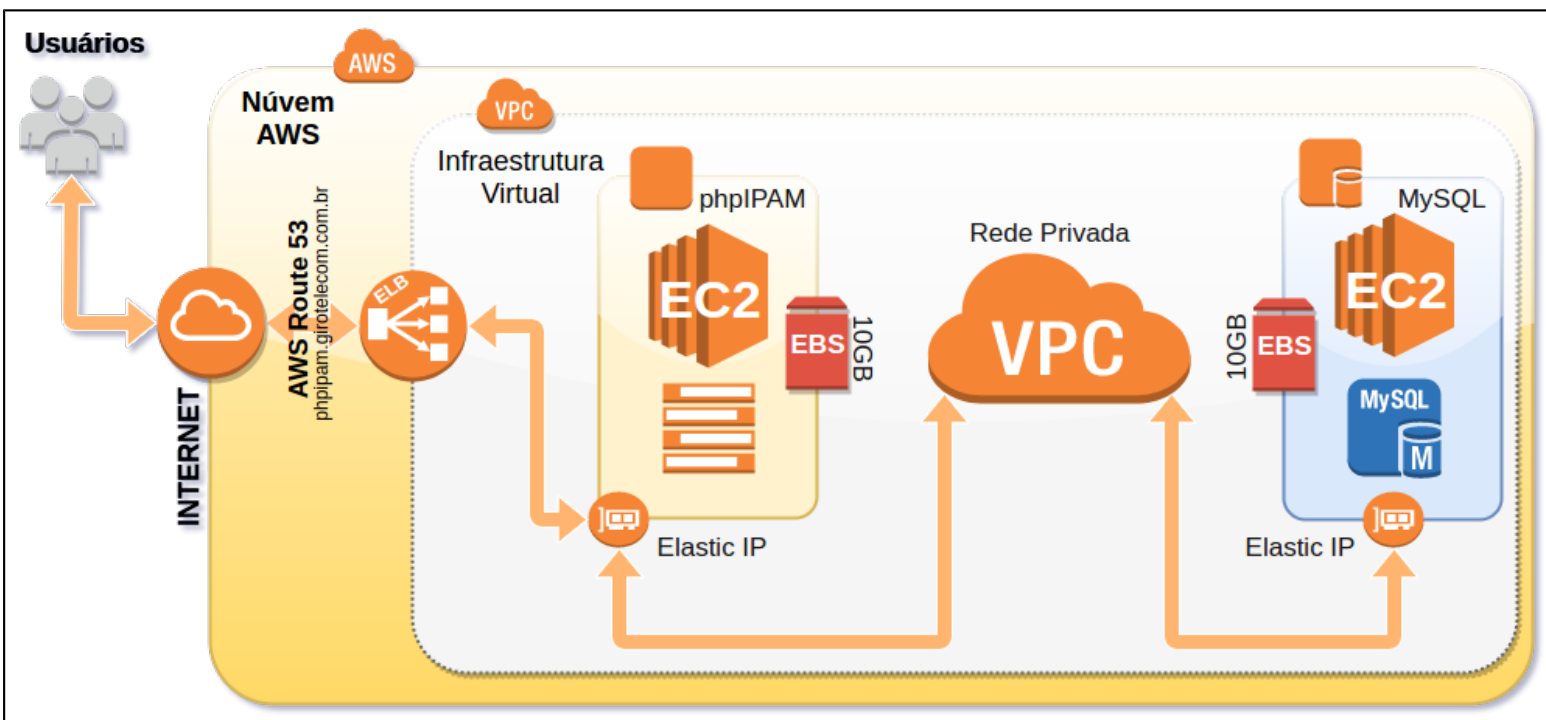 Usuários
AWS
Núvem
AWS
VPC
Infraestrutura
Virtual
phpIPAM
MySQL
Rede Privada
EC2
EC2
ELB
AWS Route 53
phpipam.girotelecom.com.br
INTERNET
EBS
10GB
VPC
10GB
EBS
MySQL
M
Elastic IP
Elastic IP